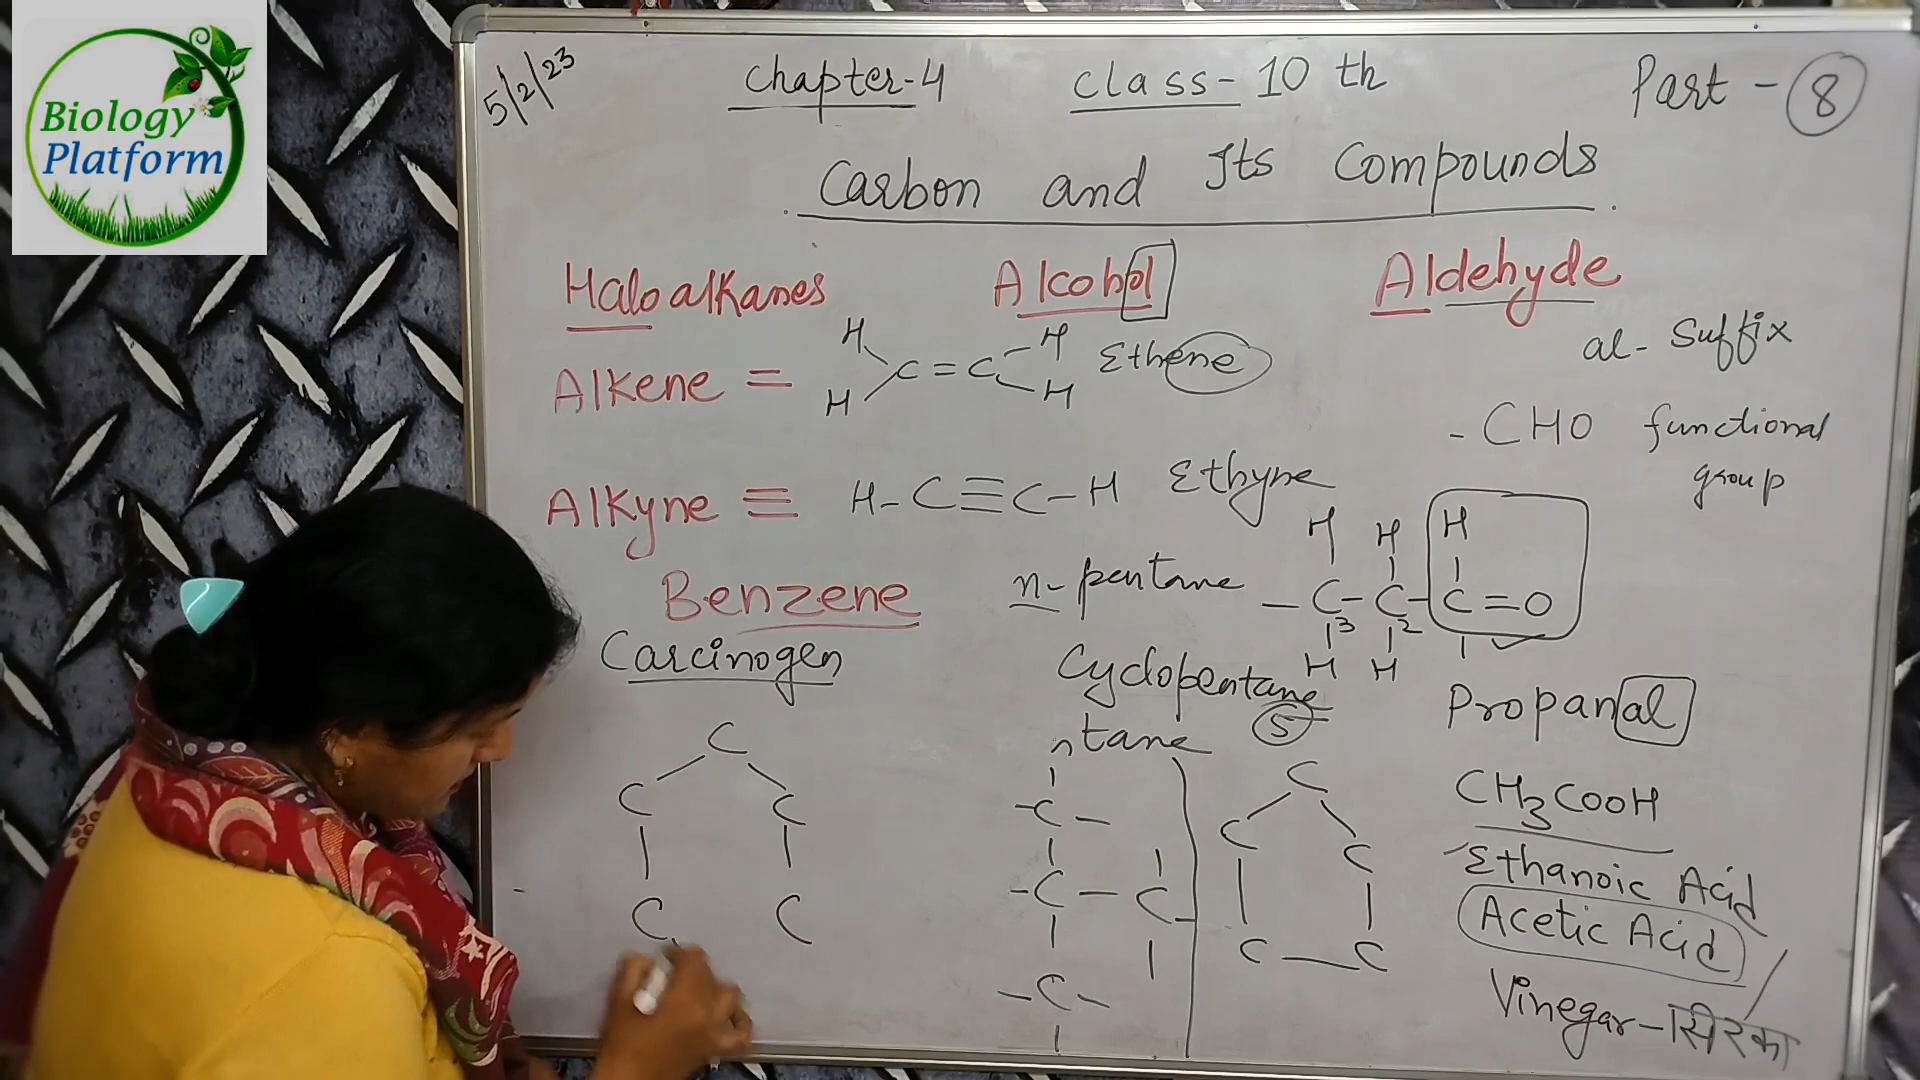 Biology
Platform
5/2/23
Chapter-4 Class-10 th Part - 8
Carbon and Its Compounds
Haloalkanes Alcohol Aldehyde
al- Suffix
Alkene = H H C = C H H Ethene
- CHO functional
group
Alkyne ≡ H-C≡C-H Ethyne
H H H
Benzene n-pentane - C - C - C = O
3 2
Carcinogen Cyclopentane H H
5
Propanal
ntane
C C
C C -C- C C
CH3COOH
Ethanoic Acid
C C -C-C- C C
Acetic Acid
-C-
Vinegar-सिरका